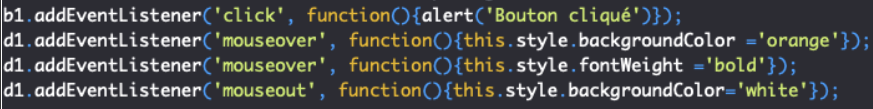 b1.addEventListener('click', function(){alert('Bouton cliqué')});
d1.addEventListener('mouseover', function(){this.style.backgroundColor ='orange'});
d1.addEventListener('mouseover', function(){this.style.fontWeight ='bold'});
d1.addEventListener('mouseout', function(){this.style.backgroundColor='white'});